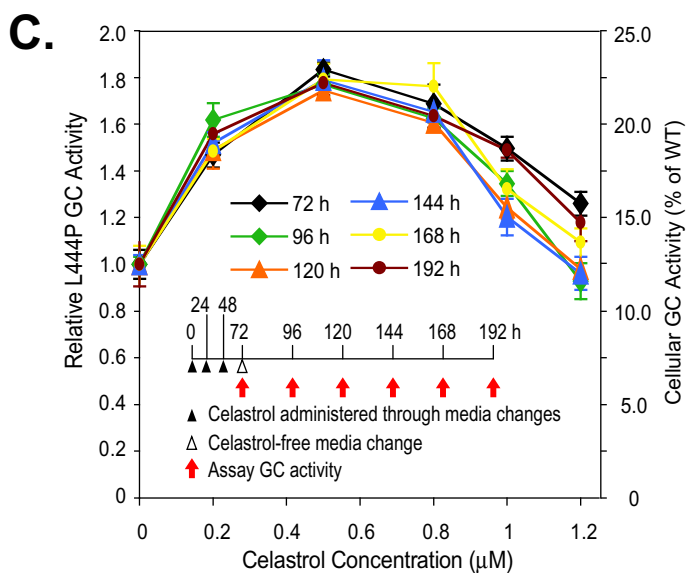 C.
Relative L444P GC Activity
2.0
1.8
1.6
1.4
1.2
1.0
0.8
0.6
0.4
0.2
0
25.0
20.0
15.0
10.0
5.0
0
Cellular GC Activity (% of WT)
72 h
96 h
120 h
144 h
168 h
192 h
24
48
0 72 96 120 144 168 192 h
Celastrol administered through media changes
Celastrol-free media change
Assay GC activity
0 0.2 0.4 0.6 0.8 1 1.2
Celastrol Concentration (μM)